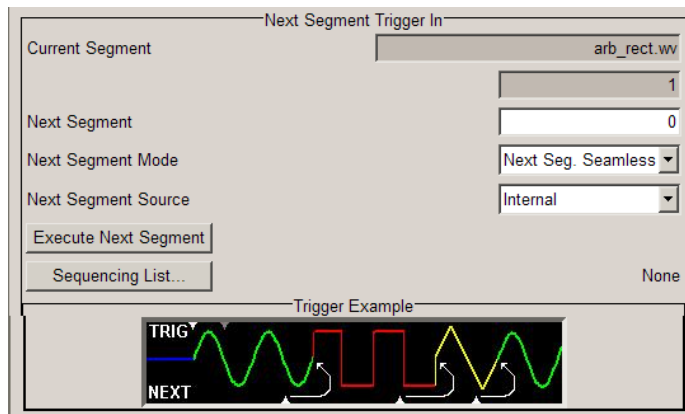 Next Segment Trigger In
Current Segment arb_rect.wv
1
Next Segment 0
Next Segment Mode Next Seg. Seamless
Next Segment Source Internal
Execute Next Segment
Sequencing List... None
Trigger Example
TRIG
NEXT